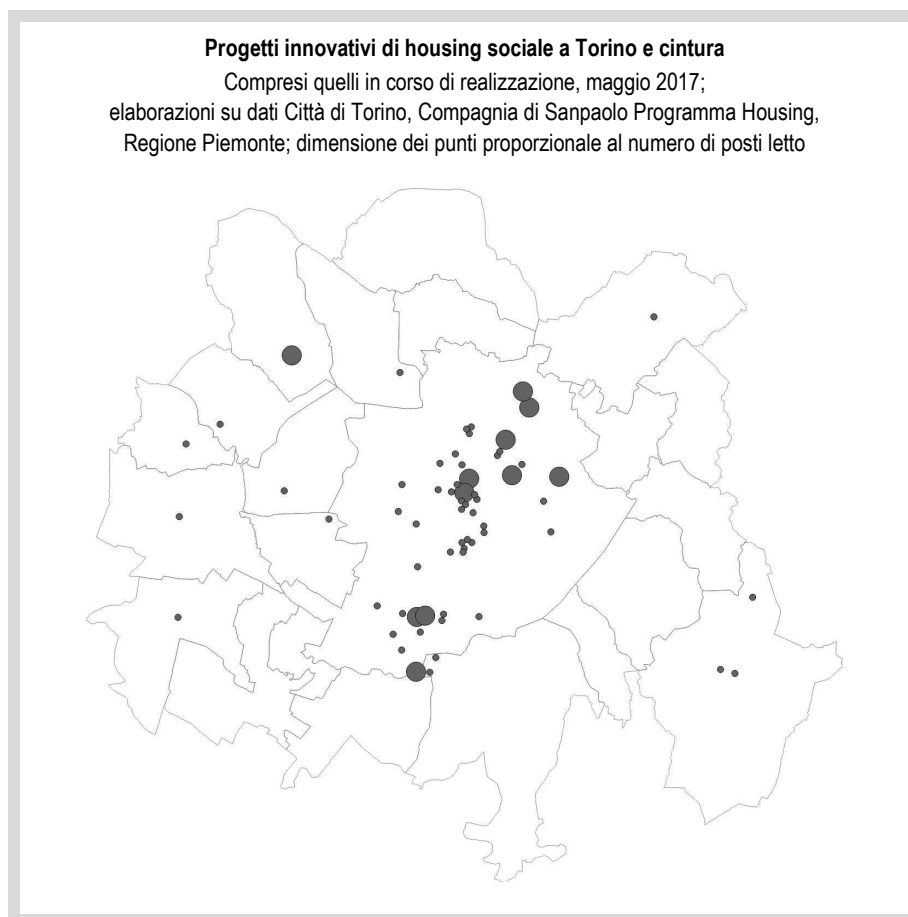 Progetti innovativi di housing sociale a Torino e cintura
Compresi quelli in corso di realizzazione, maggio 2017;
elaborazioni su dati Città di Torino, Compagnia di Sanpaolo Programma Housing,
Regione Piemonte; dimensione dei punti proporzionale al numero di posti letto